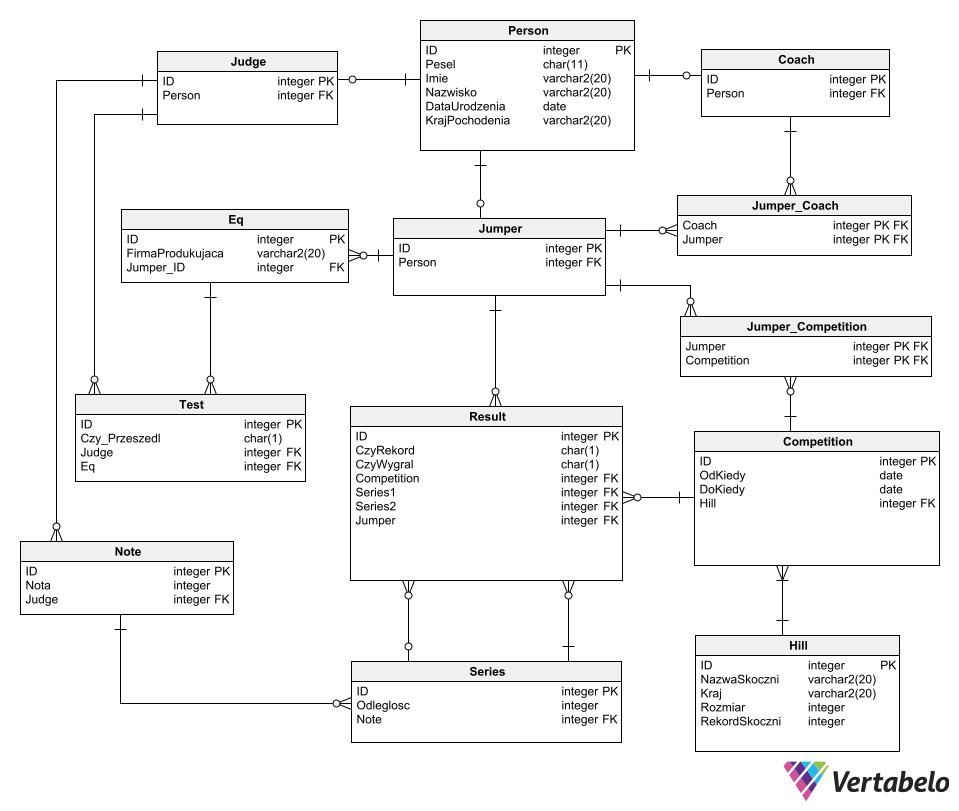 Person
ID integer PK
Pesel char(11)
Imie varchar2(20)
Nazwisko varchar2(20)
DataUrodzenia date
KrajPochodenia varchar2(20)
Judge
ID integer PK
Person integer FK
Coach
ID integer PK
Person integer FK
Jumper_Coach
Coach integer PK FK
Jumper integer PK FK
Eq
ID integer PK
FirmaProdukujaca varchar2(20)
Jumper_ID integer FK
Jumper
ID integer PK
Person integer FK
Jumper_Competition
Jumper integer PK FK
Competition integer PK FK
Test
ID integer PK
Czy_Przeszedl char(1)
Judge integer FK
Eq integer FK
Result
ID integer PK
CzyRekord char(1)
CzyWygral char(1)
Competition integer FK
Series1 integer FK
Series2 integer FK
Jumper integer FK
Competition
ID integer PK
OdKiedy date
DoKiedy date
Hill integer FK
Note
ID integer PK
Nota integer
Judge integer FK
Series
ID integer PK
Odleglosc integer
Note integer FK
Hill
ID integer PK
NazwaSkoczni varchar2(20)
Kraj varchar2(20)
Rozmiar integer
RekordSkoczni integer
Vertabelo